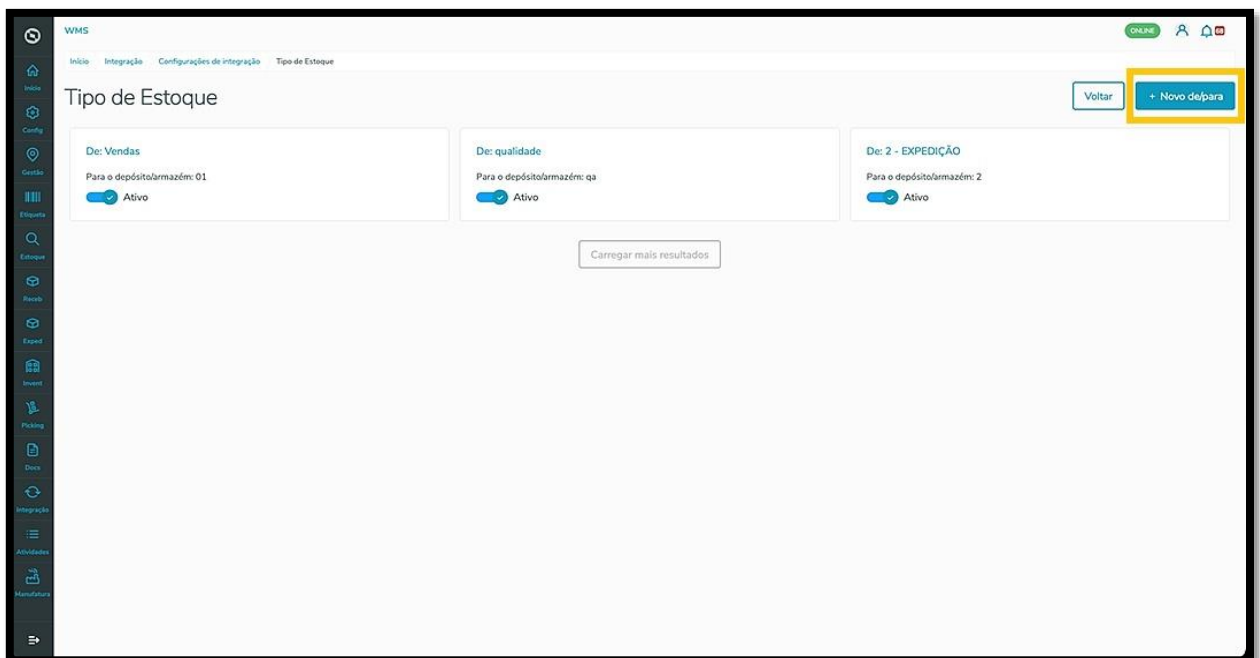 WMS
ONLINE
68
Início Integração Configurações de integração Tipo de Estoque
Tipo de Estoque
Voltar
+ Novo de/para
De: Vendas
Para o depósito/armazém: 01
Ativo
De: qualidade
Para o depósito/armazém: qa
Ativo
De: 2 - EXPEDIÇÃO
Para o depósito/armazém: 2
Ativo
Carregar mais resultados
Início
Config
Gestão
Etiqueta
Estoque
Receb
Exped
Invent
Picking
Docs
Integração
Atividades
Manufatura